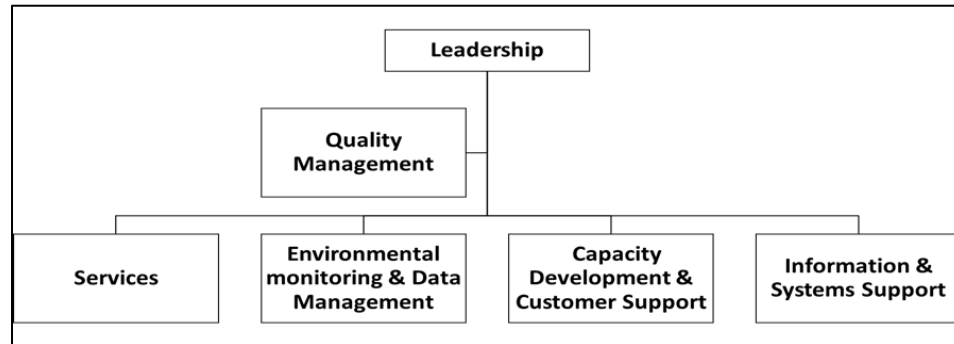 Leadership
Quality
Management
Services
Environmental
monitoring & Data
Management
Capacity
Development &
Customer Support
Information &
Systems Support